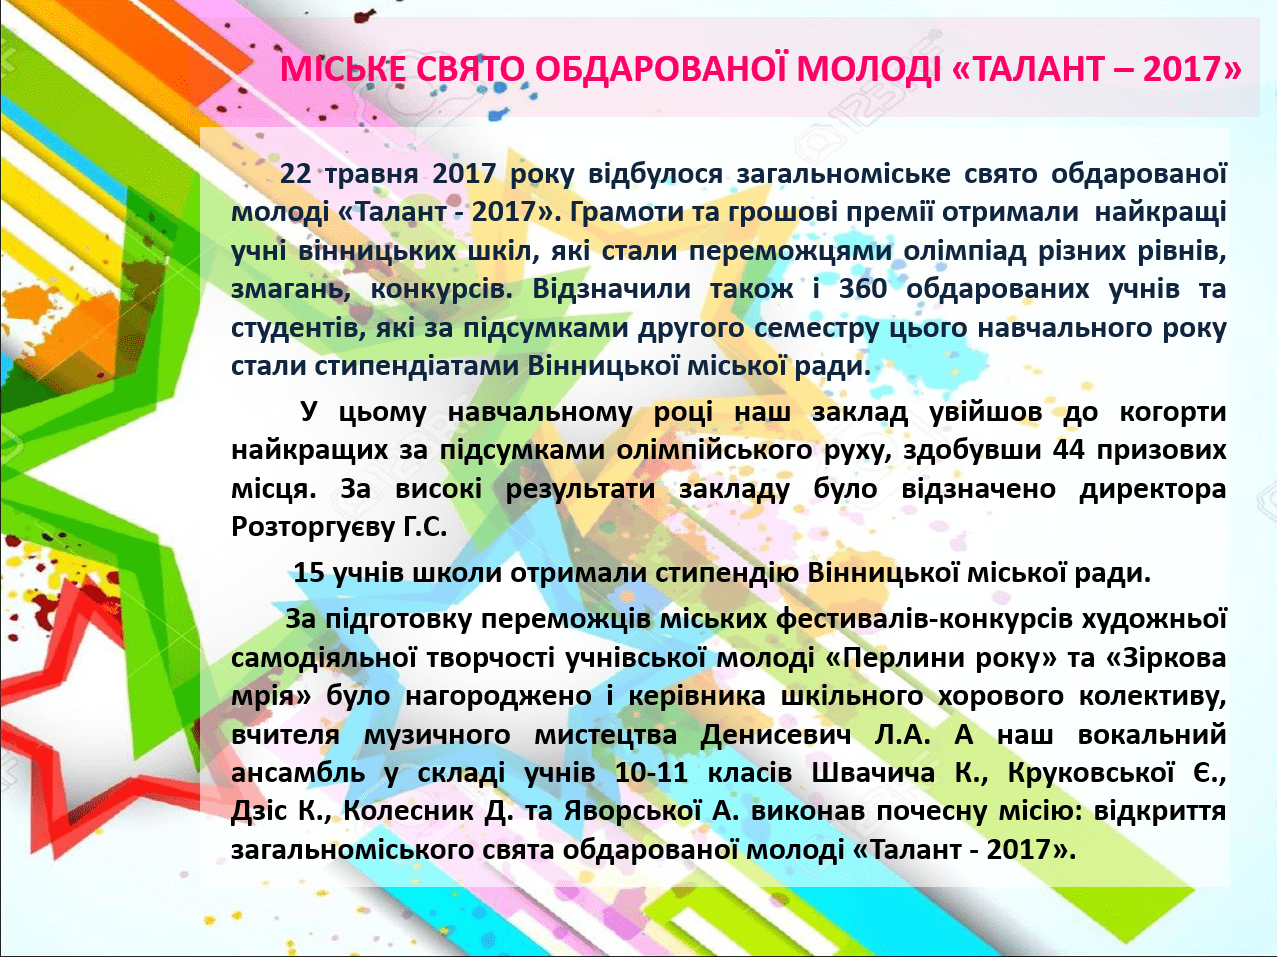 МІСЬКЕ СВЯТО ОБДАРОВАНОЇ МОЛОДІ «ТАЛАНТ – 2017»
22 травня 2017 року відбулося загальноміське свято обдарованої
молоді «Талант - 2017». Грамоти та грошові премії отримали найкращі
учні вінницьких шкіл, які стали переможцями олімпіад різних рівнів,
змагань, конкурсів. Відзначили також і 360 обдарованих учнів та
студентів, які за підсумками другого семестру цього навчального року
стали стипендіатами Вінницької міської ради.
У цьому навчальному році наш заклад увійшов до когорти
найкращих за підсумками олімпійського руху, здобувши 44 призових
місця. За високі результати закладу було відзначено директора
Розторгуєву Г.С.
15 учнів школи отримали стипендію Вінницької міської ради.
За підготовку переможців міських фестивалів-конкурсів художньої
самодіяльної творчості учнівської молоді «Перлини року» та «Зіркова
мрія» було нагороджено і керівника шкільного хорового колективу,
вчителя музичного мистецтва Денисевич Л.А. А наш вокальний
ансамбль у складі учнів 10-11 класів Швачича К., Круковської Є.,
Дзіс К., Колесник Д. та Яворської А. виконав почесну місію: відкриття
загальноміського свята обдарованої молоді «Талант - 2017».